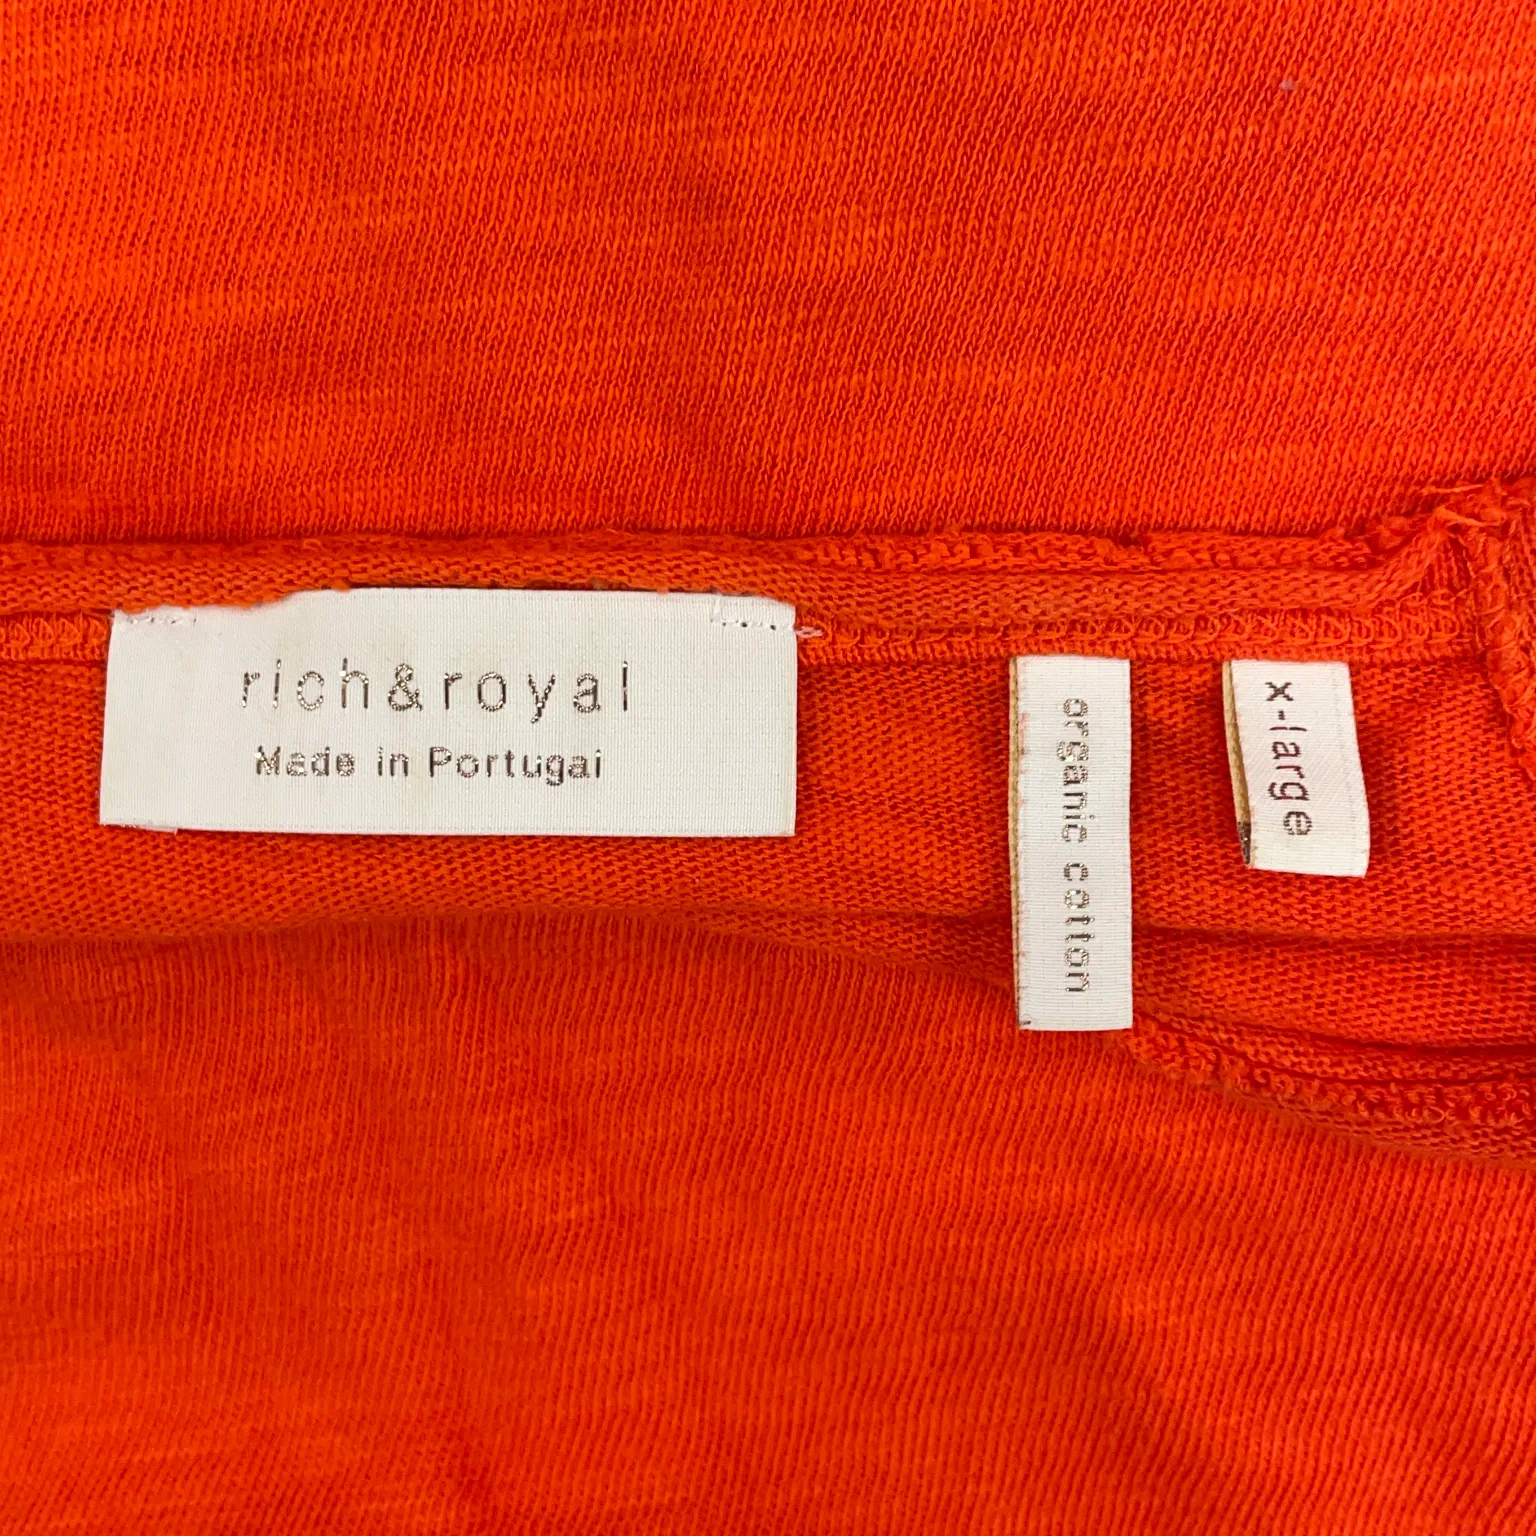 rich&royal
Made in Portugal
organic cotton
x-large